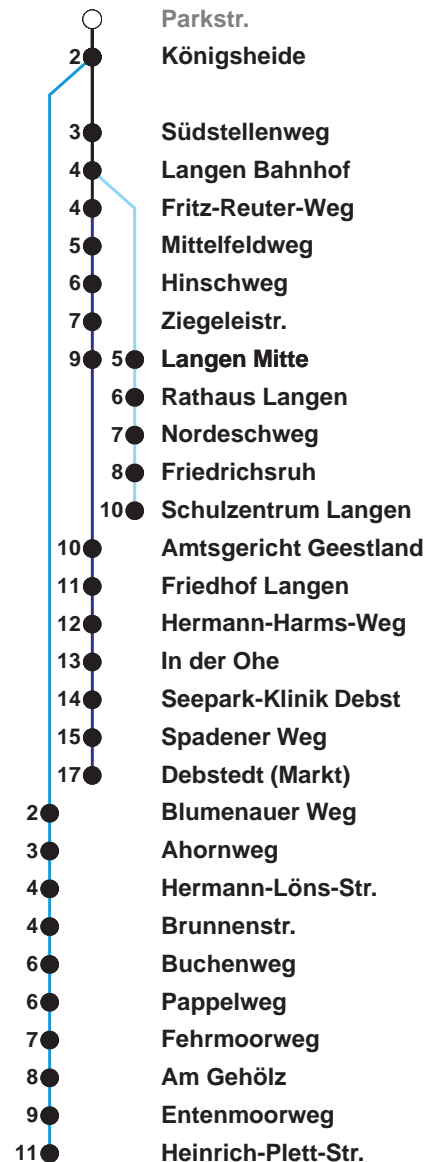 Parkstr.
2 Königsheide
3 Südstellenweg
4 Langen Bahnhof
4 Fritz-Reuter-Weg
5 Mittelfeldweg
6 Hinschweg
7 Ziegeleistr.
9 5 Langen Mitte
6 Rathaus Langen
7 Nordeschweg
8 Friedrichsruh
10 Schulzentrum Langen
10 Amtsgericht Geestland
11 Friedhof Langen
12 Hermann-Harms-Weg
13 In der Ohe
14 Seepark-Klinik Debst
15 Spadener Weg
17 Debstedt (Markt)
2 Blumenauer Weg
3 Ahornweg
4 Hermann-Löns-Str.
4 Brunnenstr.
6 Buchenweg
6 Pappelweg
7 Fehrmoorweg
8 Am Gehölz
9 Entenmoorweg
11 Heinrich-Plett-Str.